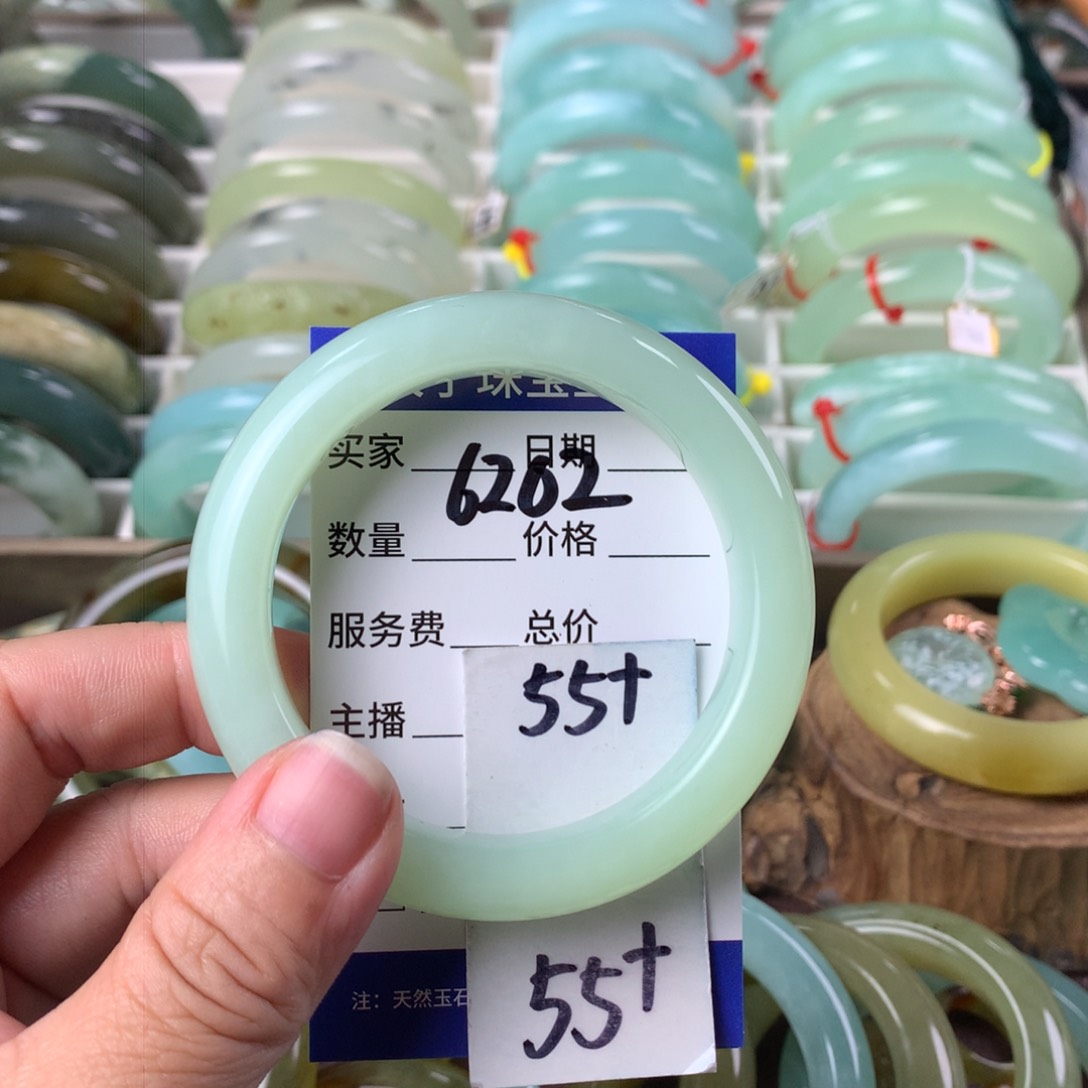 珠宝
买家 日期
6202
数量 价格
服务费 总价
55+
主播
55+
注：天然玉石